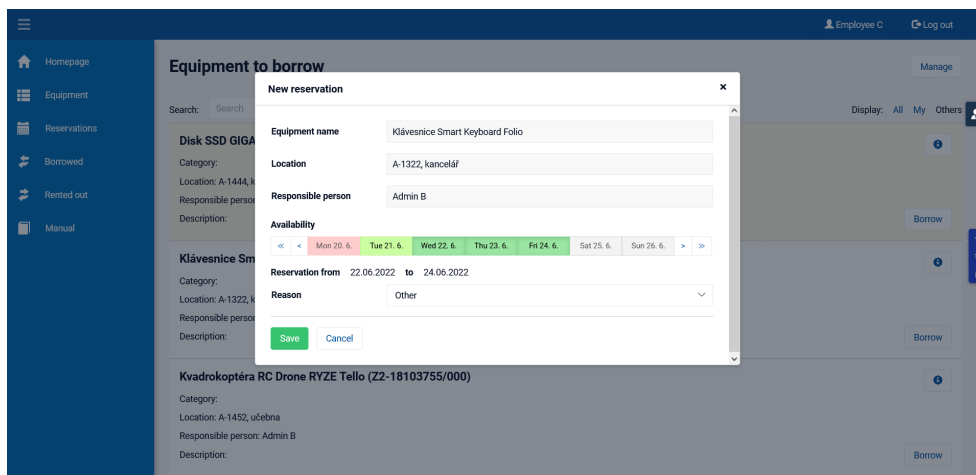 Employee C
Log out
Homepage
Equipment
Reservations
Borrowed
Rented out
Manual
Equipment to borrow
Manage
Search: Search
Display: All My Others
Disk SSD GIGA
Category:
Location: A-1444, k
Responsible person
Description:
Borrow
Klávesnice Sm
Category:
Location: A-1322, k
Responsible person
Description:
Borrow
Kvadrokoptéra RC Drone RYZE Tello (Z2-18103755/000)
Category:
Location: A-1452, učebna
Responsible person: Admin B
Description:
Borrow
New reservation ×
Equipment name Klávesnice Smart Keyboard Folio
Location A-1322, kancelář
Responsible person Admin B
Availability
« < Mon 20. 6. Tue 21. 6. Wed 22. 6. Thu 23. 6. Fri 24. 6. Sat 25. 6. Sun 26. 6. > »
Reservation from 22.06.2022 to 24.06.2022
Reason Other
Save Cancel